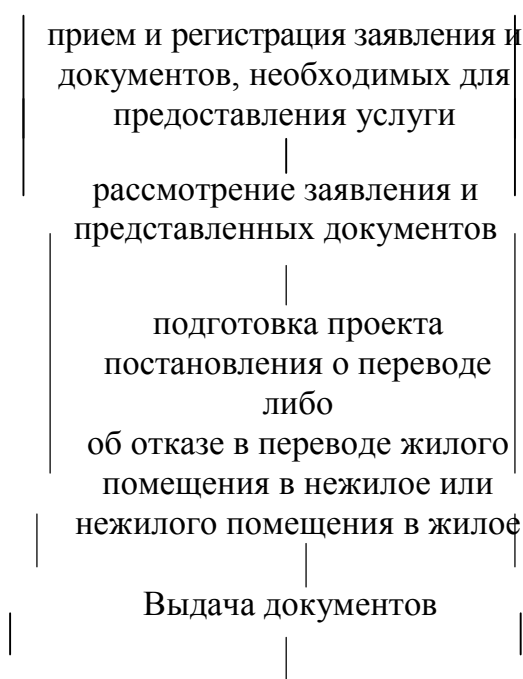 прием и регистрация заявления и
документов, необходимых для
предоставления услуги
рассмотрение заявления и
представленных документов
подготовка проекта
постановления о переводе
либо
об отказе в переводе жилого
помещения в нежилое или
нежилого помещения в жилое
Выдача документов